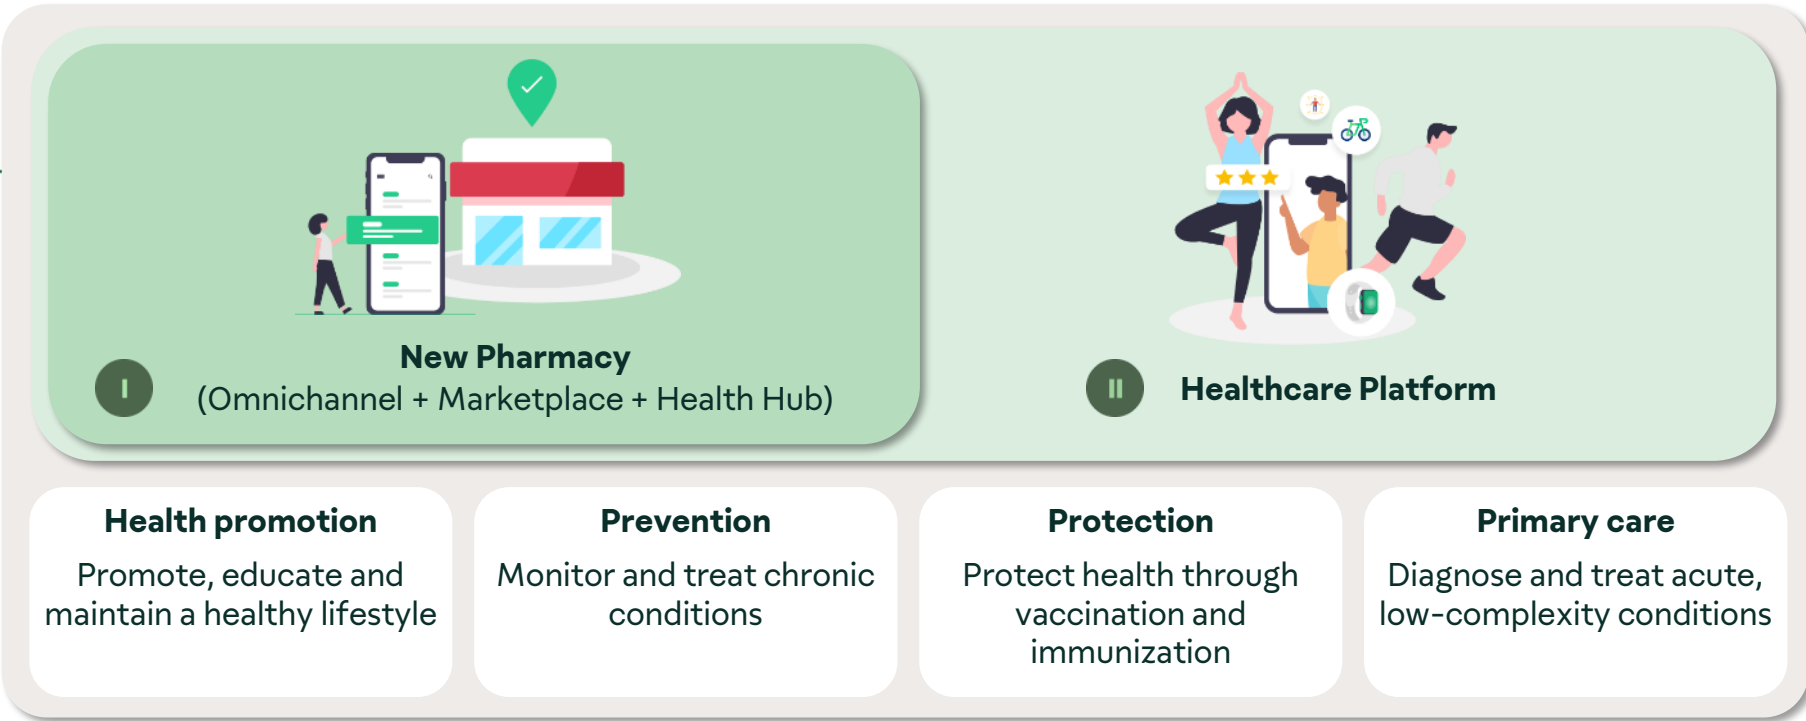 New Pharmacy
I
(Omnichannel + Marketplace + Health Hub)
II
Healthcare Platform
Health promotion
Promote, educate and
maintain a healthy lifestyle
Prevention
Monitor and treat chronic
conditions
Protection
Protect health through
vaccination and
immunization
Primary care
Diagnose and treat acute,
low-complexity conditions